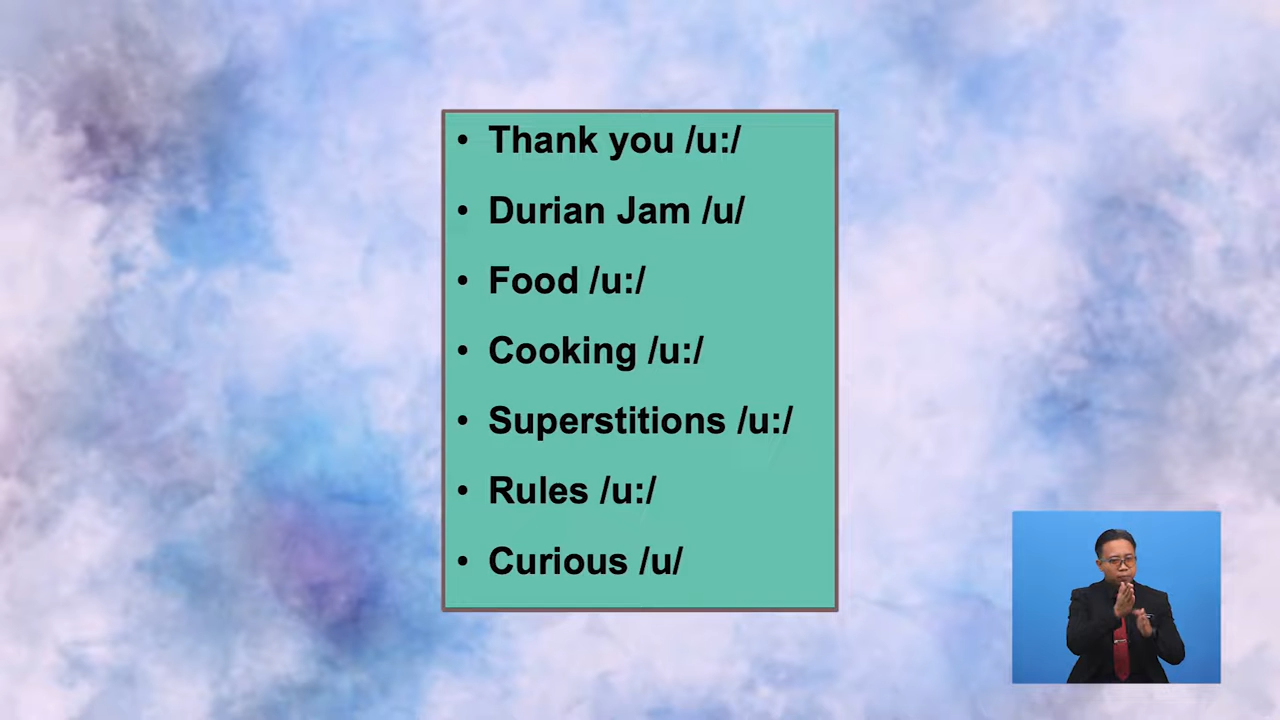 • Thank you /u:/
• Durian Jam /u/
• Food /u:/
• Cooking /u:/
• Superstitions /u:/
• Rules /u:/
• Curious /u/